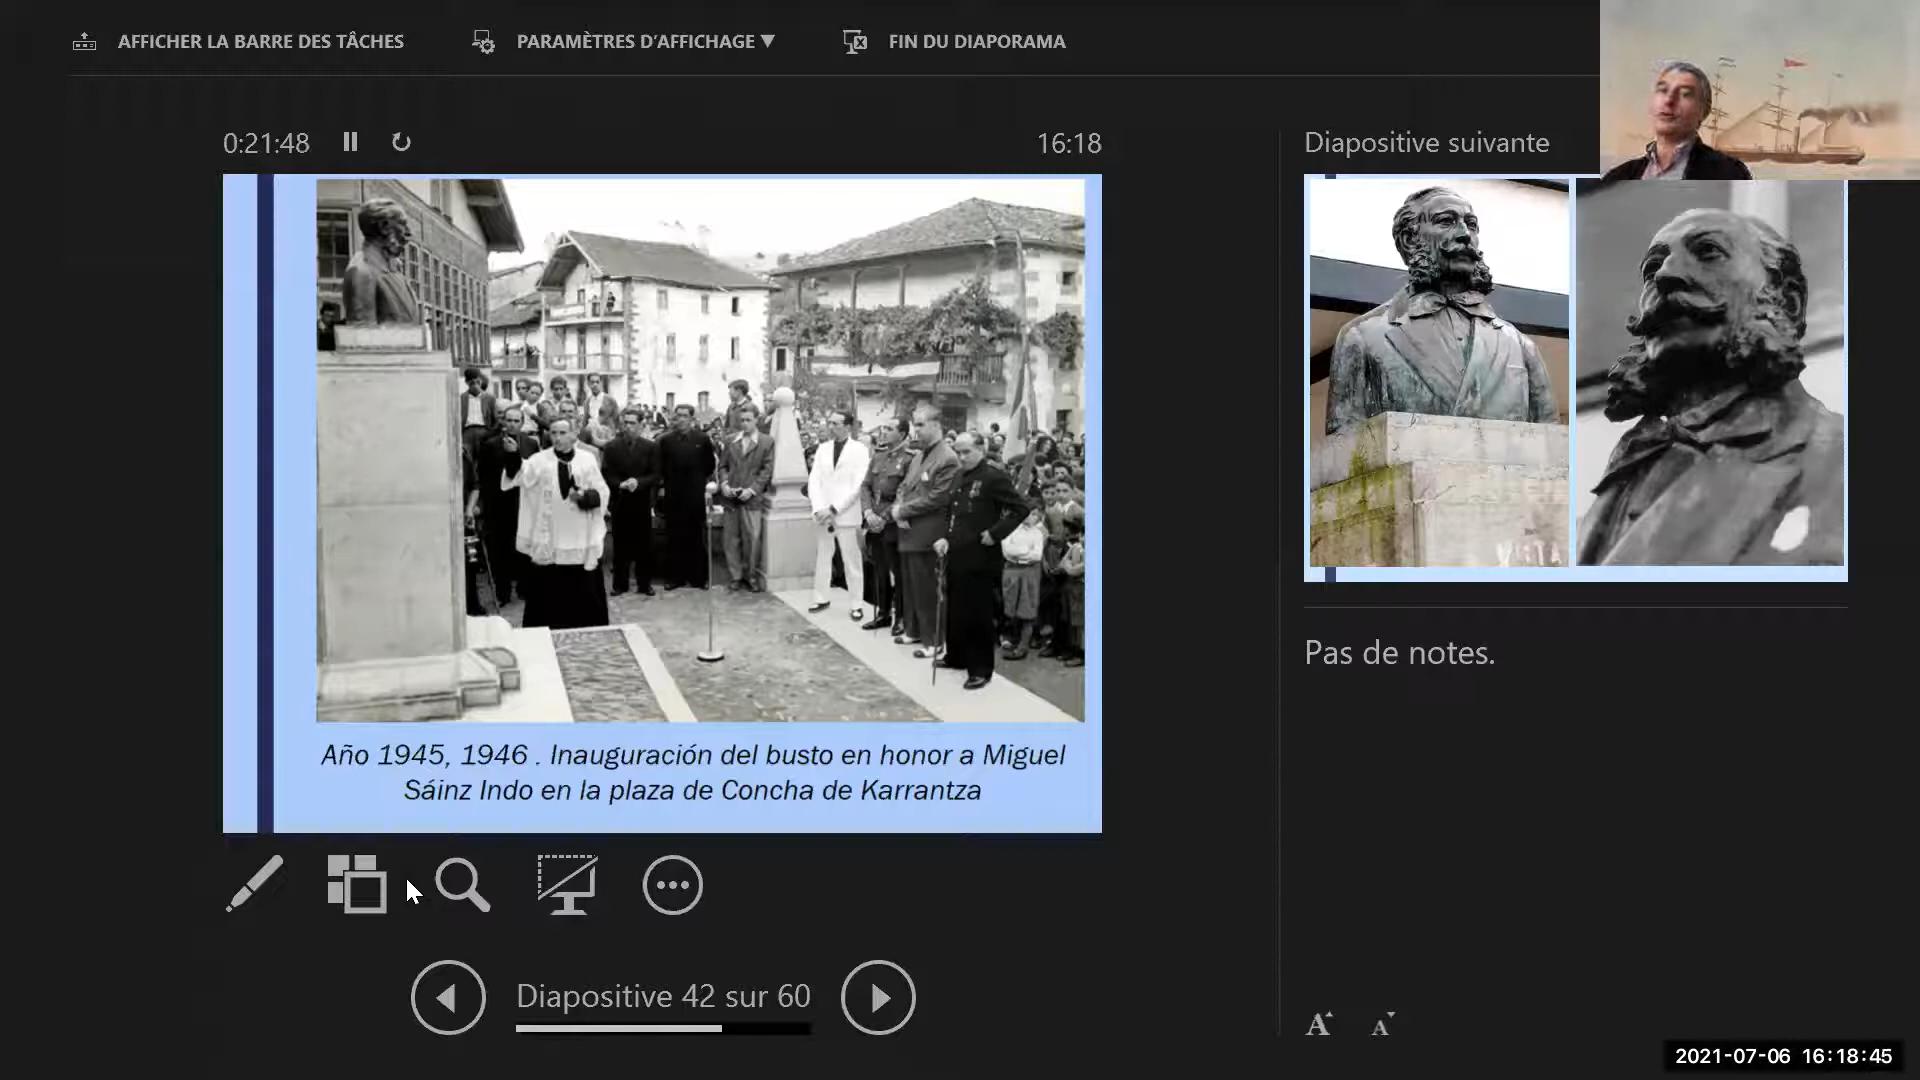 AFFICHER LA BARRE DES TÂCHES
PARAMÈTRES D'AFFICHAGE ▼
FIN DU DIAPORAMA
0:21:48
16:18
Diapositive suivante
Año 1945, 1946 . Inauguración del busto en honor a Miguel
Sáinz Indo en la plaza de Concha de Karrantza
Pas de notes.
Diapositive 42 sur 60
A A
2021-07-06 16:18:45